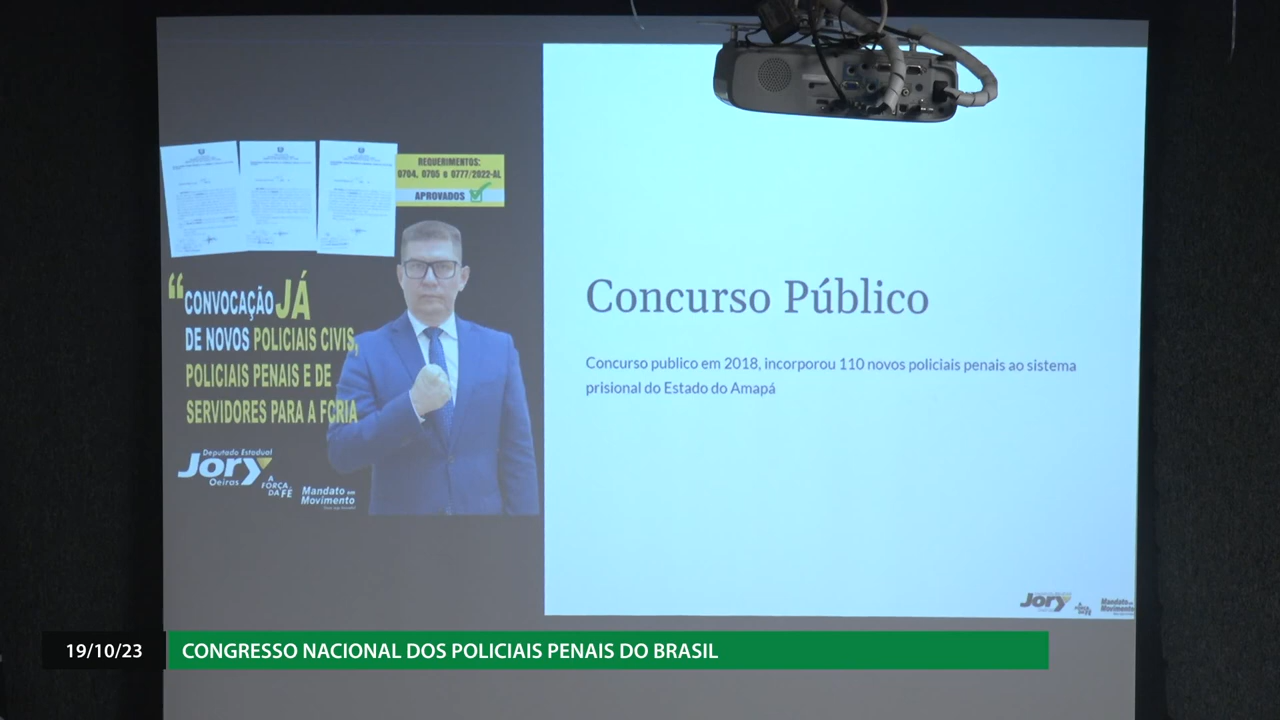 REQUERIMENTOS:
0704, 0705 e 0777/2022-AL
APROVADOS
“CONVOCAÇÃO JÁ
DE NOVOS POLICIAIS CIVIS,
POLICIAIS PENAIS E DE
SERVIDORES PARA A FCRIA
Deputado Estadual
Jory
Oeiras
A FORÇA
DA FÉ
Mandato em
Movimento
Concurso Público
Concurso publico em 2018, incorporou 110 novos policiais penais ao sistema
prisional do Estado do Amapá
Jory
Mandato em
Movimento
19/10/23
CONGRESSO NACIONAL DOS POLICIAIS PENAIS DO BRASIL